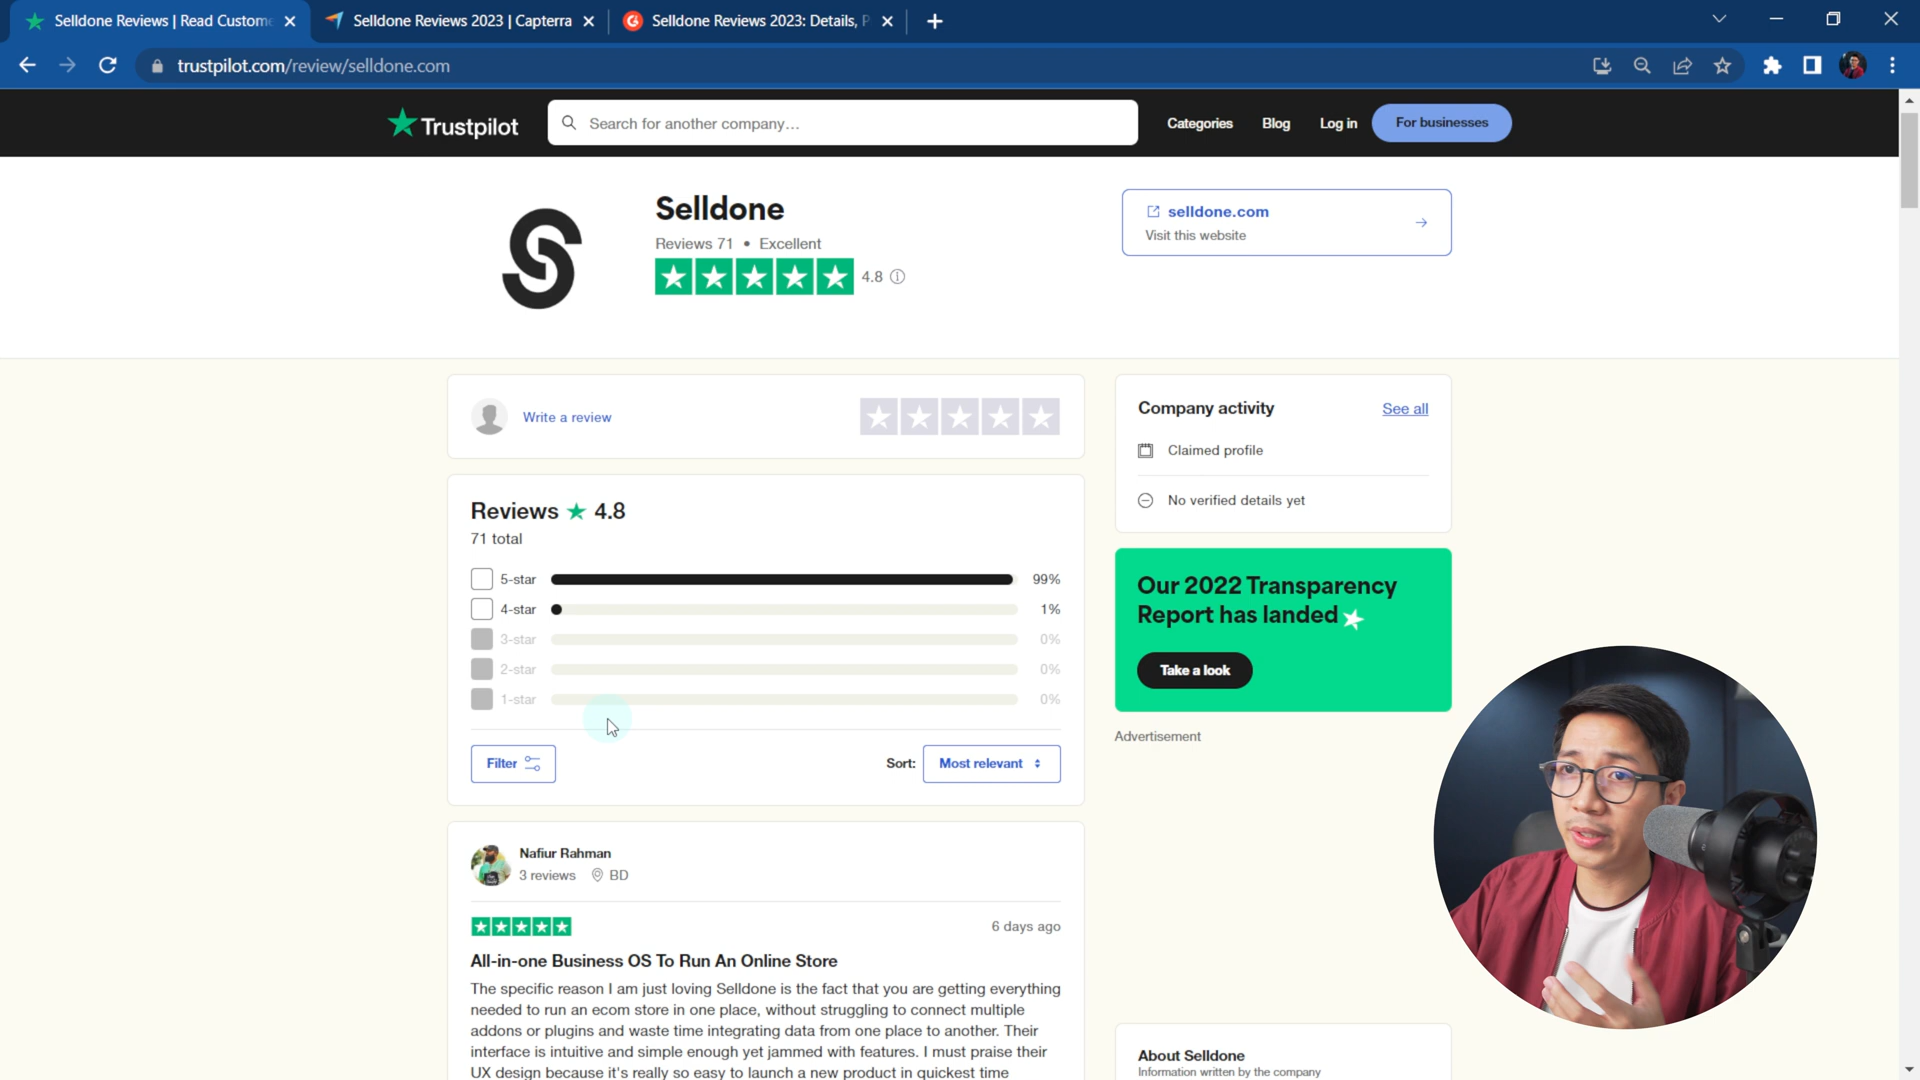 Selldone Reviews | Read Custome
Selldone Reviews 2023 | Capterra
Selldone Reviews 2023: Details, P
trustpilot.com/review/selldone.com
Trustpilot
Search for another company...
Categories
Blog
Log in
For businesses
Selldone
Reviews 71 • Excellent
4.8
selldone.com
Visit this website
Write a review
Reviews ★ 4.8
71 total
5-star 99%
4-star 1%
3-star 0%
2-star 0%
1-star 0%
Filter
Sort: Most relevant
Company activity
See all
Claimed profile
No verified details yet
Our 2022 Transparency
Report has landed
Take a look
Advertisement
Nafiur Rahman
3 reviews BD
6 days ago
All-in-one Business OS To Run An Online Store
The specific reason I am just loving Selldone is the fact that you are getting everything
needed to run an ecom store in one place, without struggling to connect multiple
addons or plugins and waste time integrating data from one place to another. Their
interface is intuitive and simple enough yet jammed with features. I must praise their
UX design because it's really so easy to launch a new product in quickest time
About Selldone
Information written by the company